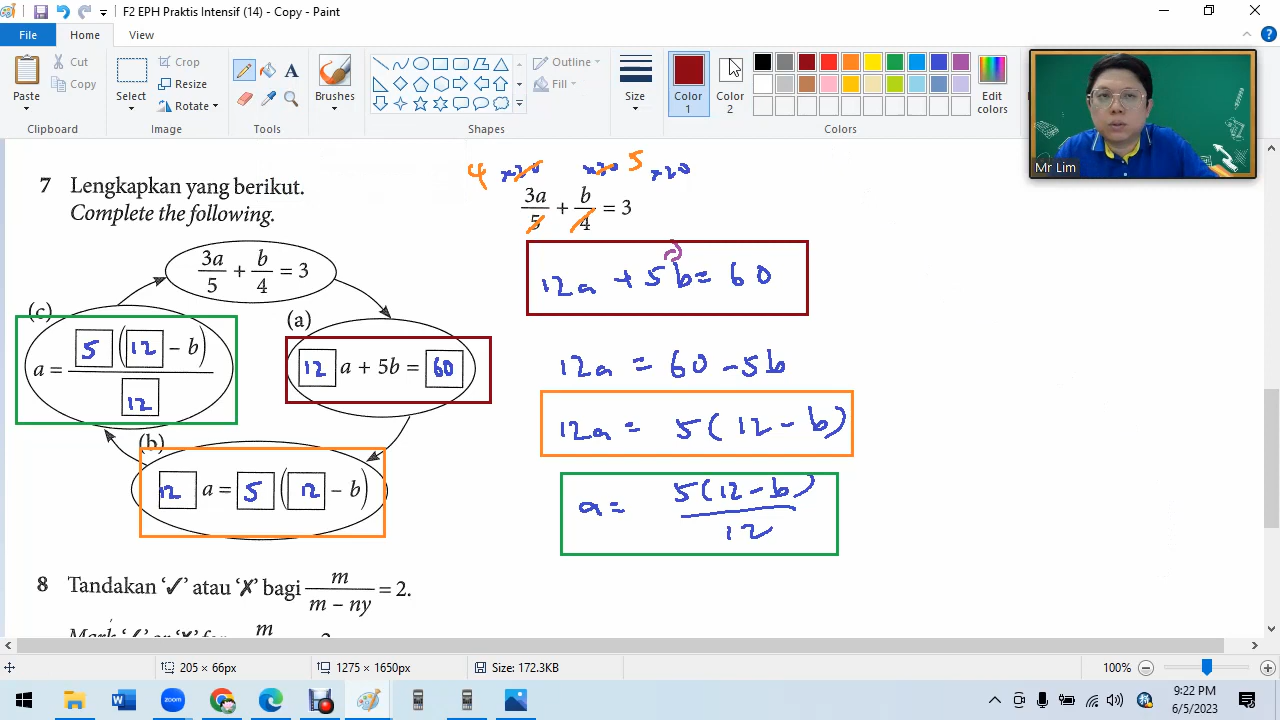 F2 EPH Praktis Intensif (14) - Copy - Paint
File Home View
Paste Cut Copy Clipboard
Select Crop Resize Rotate Image
Tools
Brushes
Outline Fill Shapes
Size
Color 1 Color 2 Edit colors Colors
Mr Lim
4 ×20 ×20 5 ×20
3a/5 + b/4 = 3
7 Lengkapkan yang berikut.
Complete the following.
3a/5 + b/4 = 3
12a + 5b = 60
(c)
a = 5 (12 − b) / 12
(a)
12 a + 5b = 60
12a = 60 − 5b
12a = 5(12 − b)
(b)
12 a = 5 (12 − b)
a = 5(12 − b) / 12
8 Tandakan ‘✓’ atau ‘✗’ bagi m/(m − ny) = 2.
205 × 66px 1275 × 1650px Size: 172.3KB 100%
zoom
9:22 PM
6/5/2023